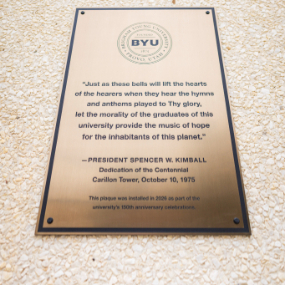 BYU
"Just as these bells will lift the hearts
of the hearers when they hear the hymns
and anthems played to Thy glory,
let the morality of the graduates of this
university provide the music of hope
for the inhabitants of this planet."
—PRESIDENT SPENCER W. KIMBALL
Dedication of the Centennial
Carillon Tower, October 10, 1975
This plaque was installed in 2025 as part of the
university's 150th anniversary celebrations.